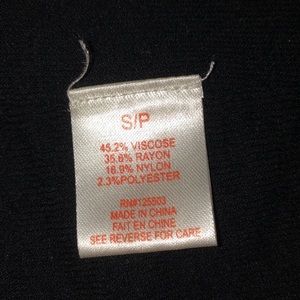 S/P
45.2% VISCOSE
35.6% RAYON
16.9% NYLON
2.3%POLYESTER
RN#125503
MADE IN CHINA
FAIT EN CHINE
SEE REVERSE FOR CARE